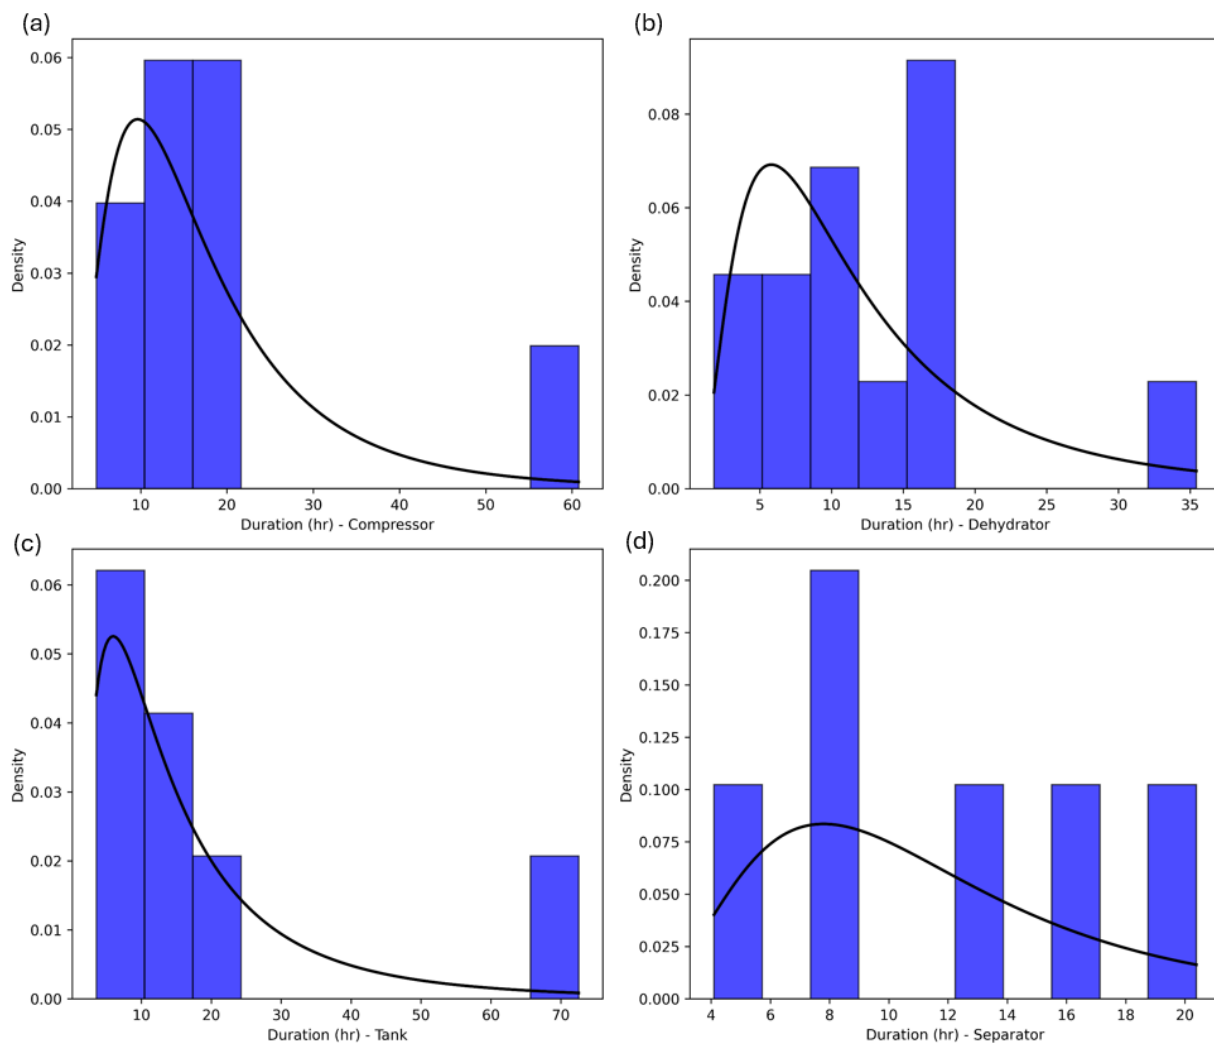 (a)
0.06
0.05
0.04
0.03
0.02
0.01
0.00
Density
10 20 30 40 50 60
Duration (hr) - Compressor
(b)
0.08
0.06
0.04
0.02
0.00
Density
5 10 15 20 25 30 35
Duration (hr) - Dehydrator
(c)
0.06
0.05
0.04
0.03
0.02
0.01
0.00
Density
10 20 30 40 50 60 70
Duration (hr) - Tank
(d)
0.200
0.175
0.150
0.125
0.100
0.075
0.050
0.025
0.000
Density
4 6 8 10 12 14 16 18 20
Duration (hr) - Separator